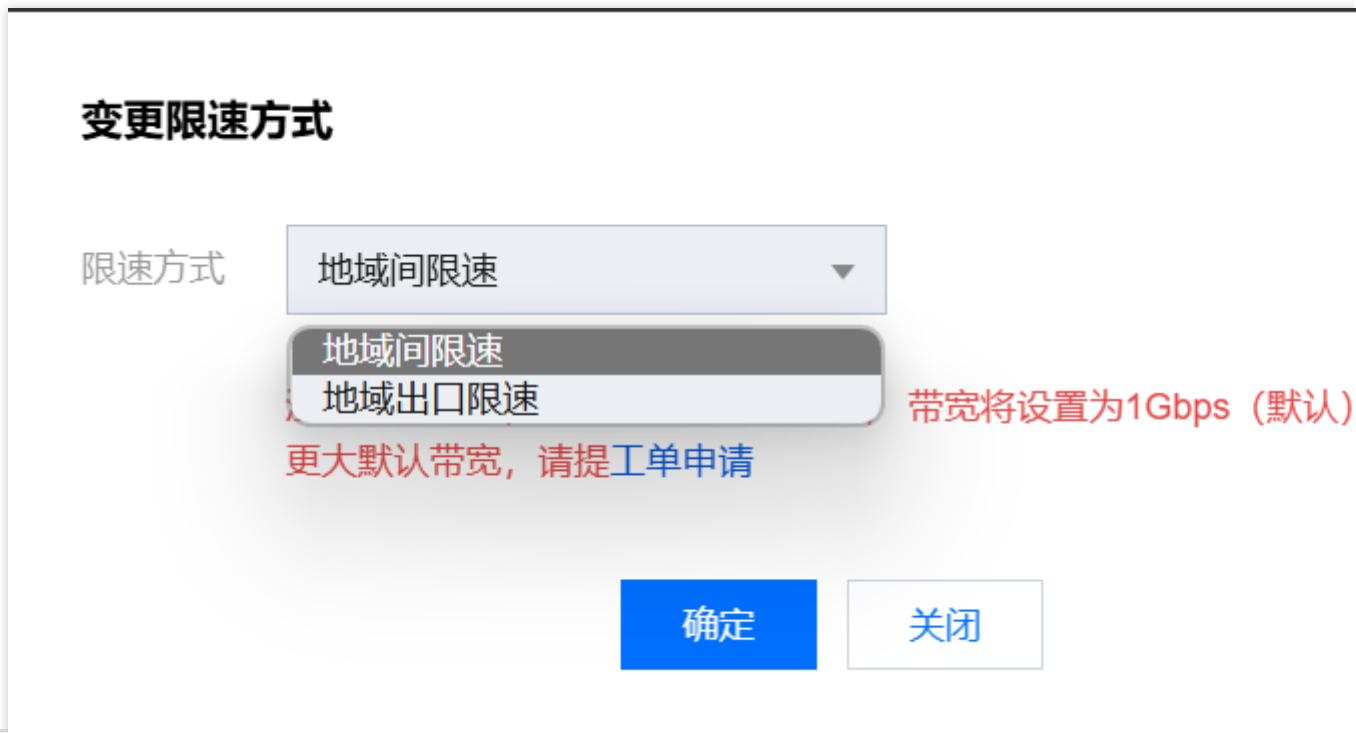 变更限速方式
限速方式
地域间限速
地域间限速
地域出口限速
带宽将设置为1Gbps（默认）
更大默认带宽，请提工单申请
确定
关闭